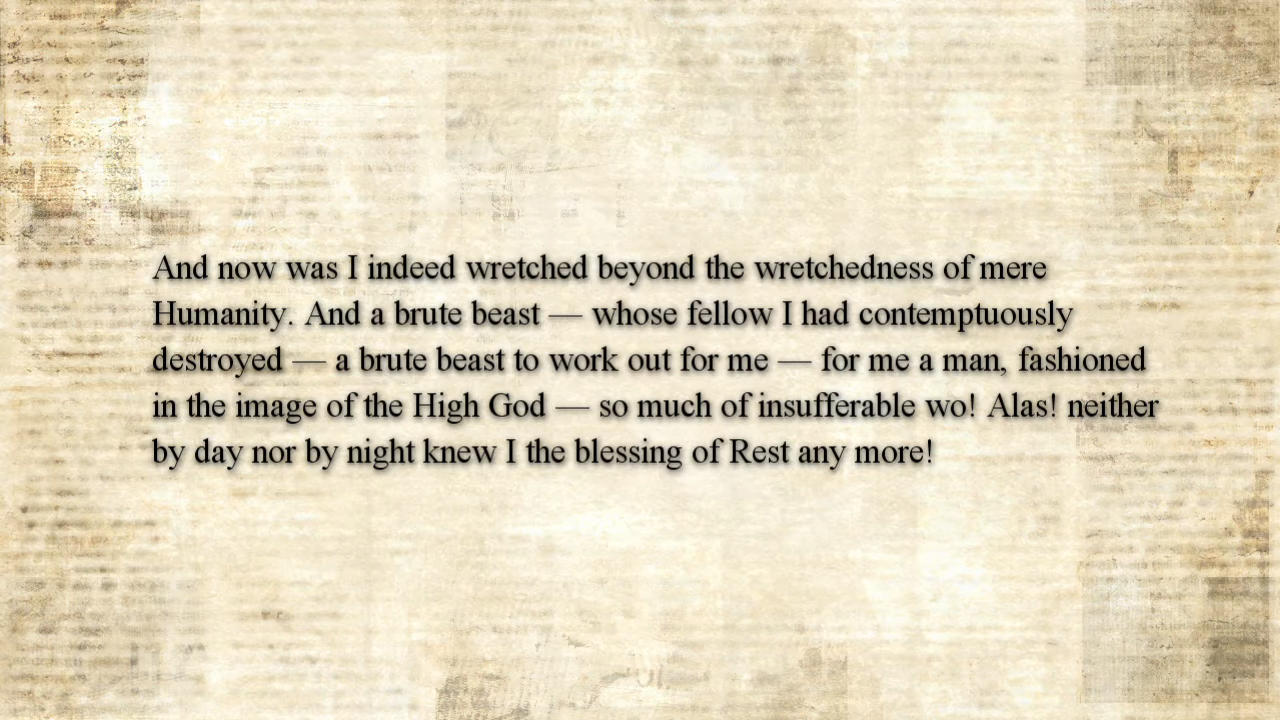 And now was I indeed wretched beyond the wretchedness of mere
Humanity. And a brute beast — whose fellow I had contemptuously
destroyed — a brute beast to work out for me — for me a man, fashioned
in the image of the High God — so much of insufferable wo! Alas! neither
by day nor by night knew I the blessing of Rest any more!